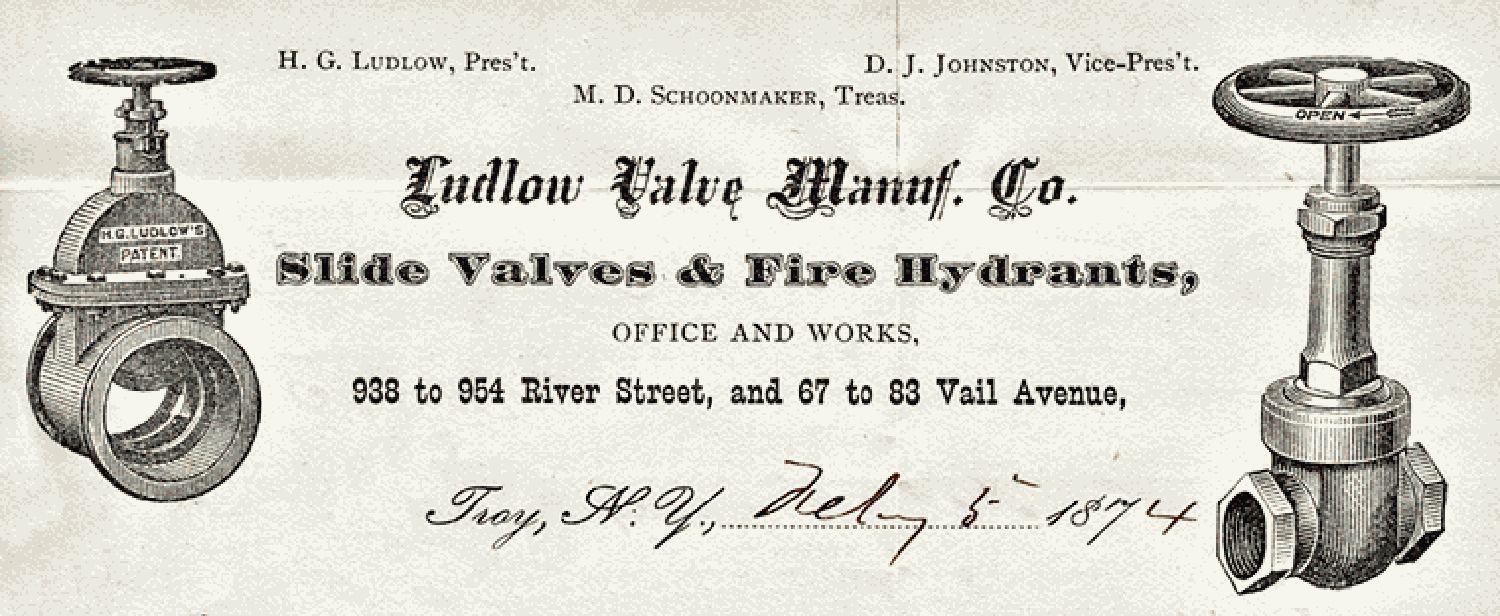 H. G. LUDLOW, Pres't.
D. J. JOHNSTON, Vice-Pres't.
M. D. SCHOONMAKER, Treas.
OPEN
Ludlow Valve Manuf. Co.
H.G.LUDLOW'S
PATENT.
Slide Valves & Fire Hydrants,
OFFICE AND WORKS,
938 to 954 River Street, and 67 to 83 Vail Avenue,
Troy, N. Y., Feby 5 1874